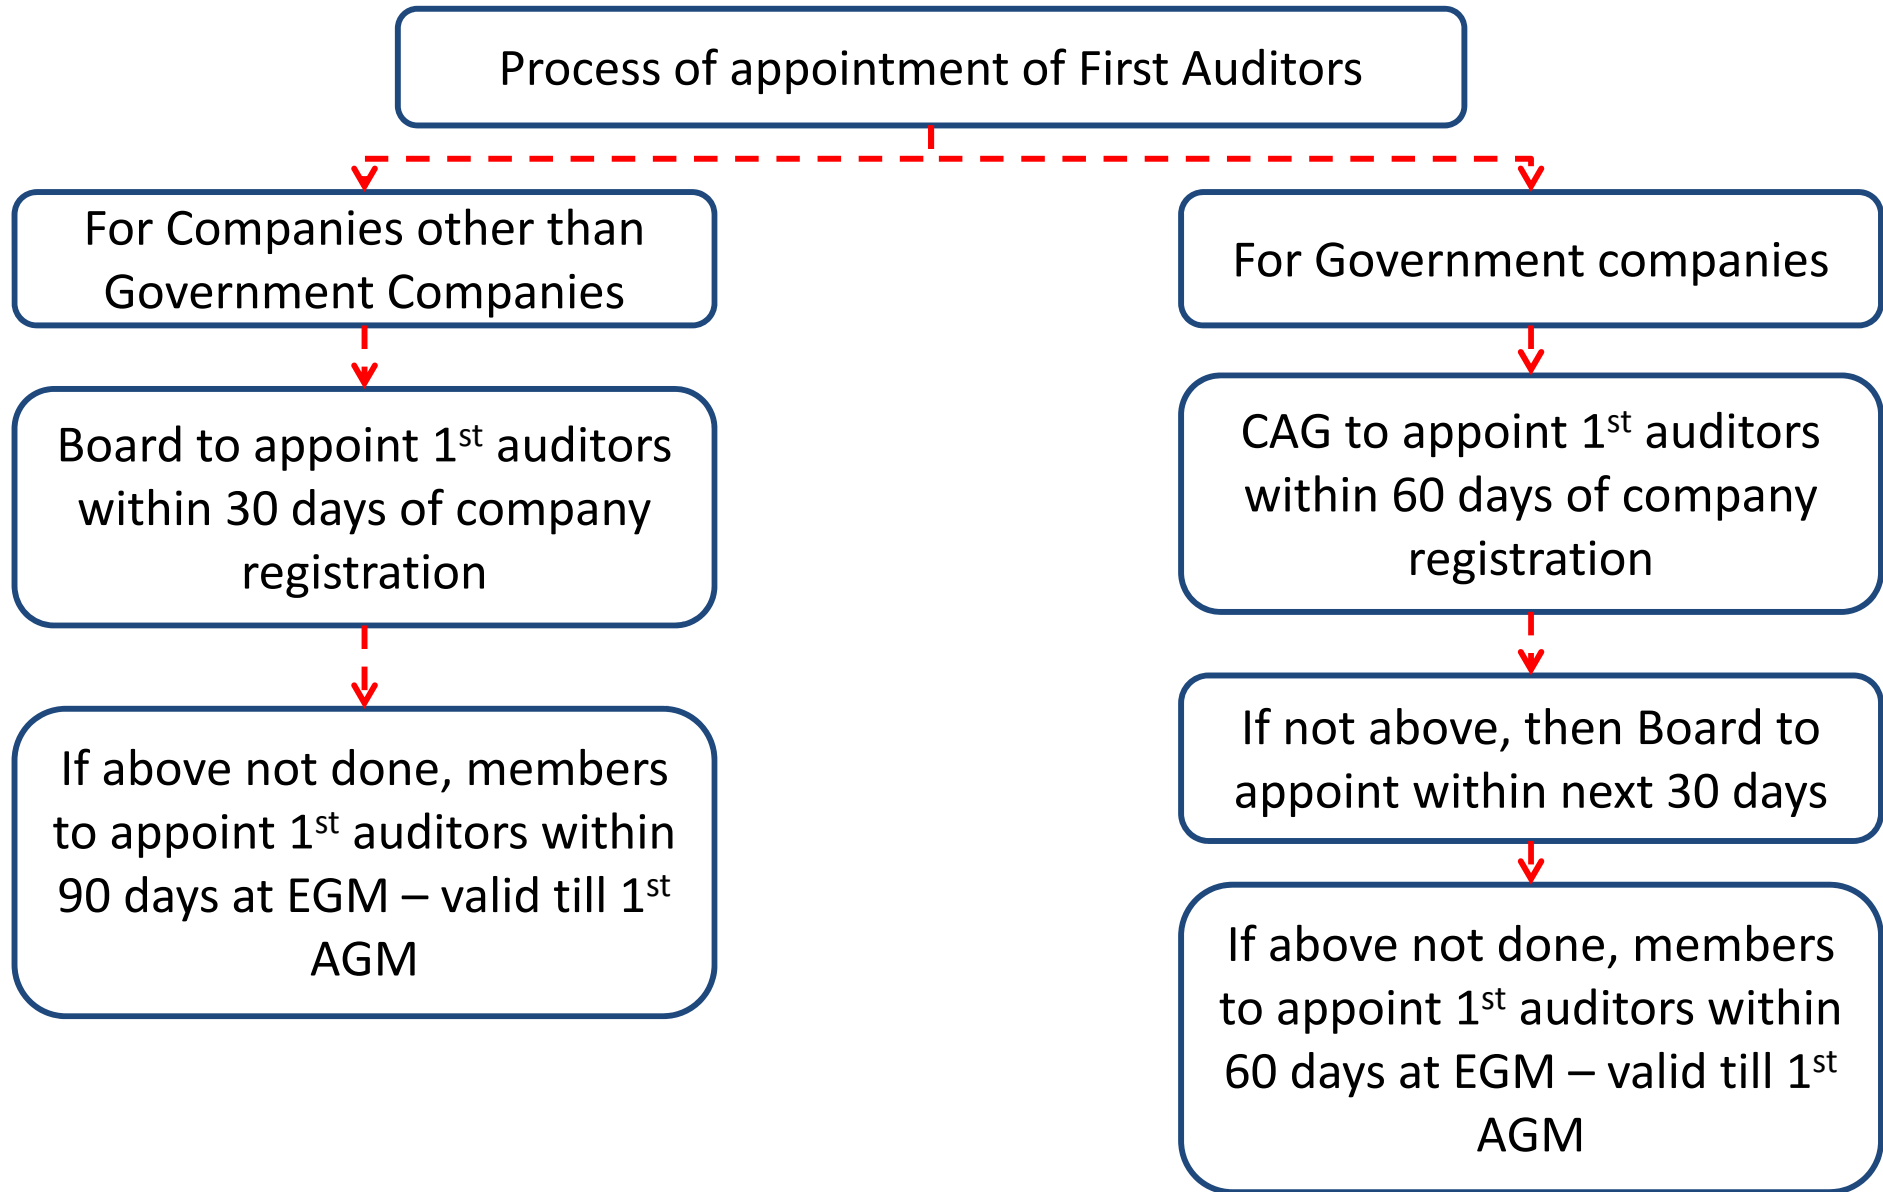 Process of appointment of First Auditors
For Companies other than
Government Companies
Board to appoint 1st auditors
within 30 days of company
registration
If above not done, members
to appoint 1st auditors within
90 days at EGM – valid till 1st
AGM
For Government companies
CAG to appoint 1st auditors
within 60 days of company
registration
If not above, then Board to
appoint within next 30 days
If above not done, members
to appoint 1st auditors within
60 days at EGM – valid till 1st
AGM